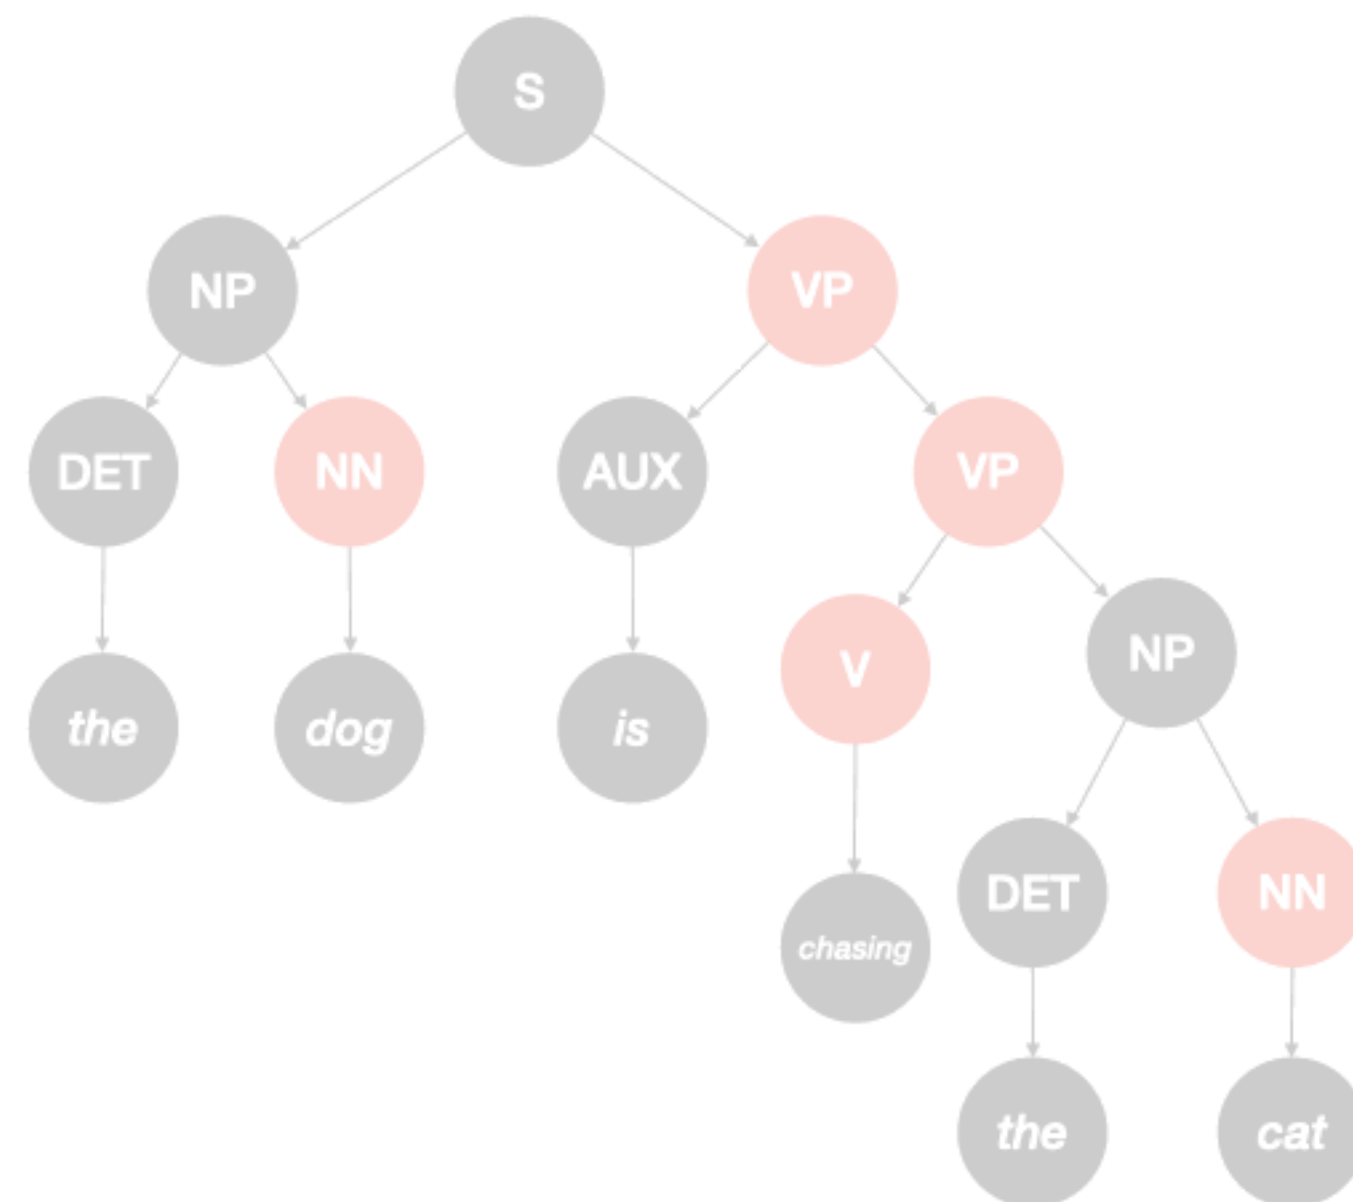 S
NP VP
DET NN AUX VP
V NP
the dog is
DET NN
chasing
the cat